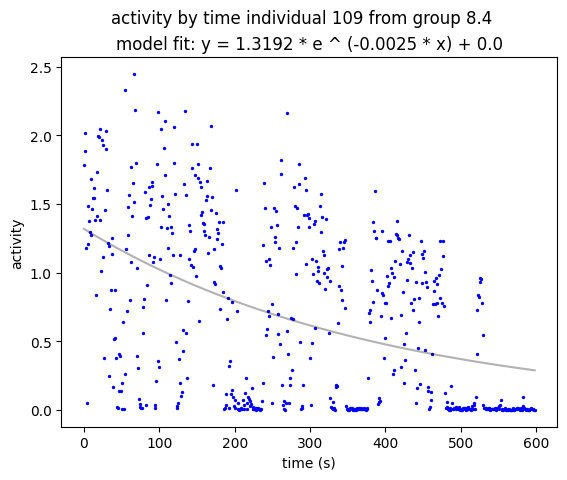 activity by time individual 109 from group 8.4
model fit: y = 1.3192 * e ^ (-0.0025 * x) + 0.0
2.5
2.0
1.5
1.0
0.5
0.0
activity
0 100 200 300 400 500 600
time (s)